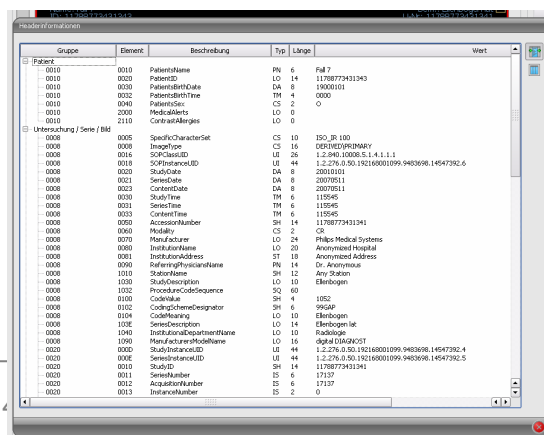 ID: 11788773431343
Headerinformationen
Gruppe Element Beschreibung Typ Länge Wert
Patient
0010 0010 PatientsName PN 6 Fall 7
0010 0020 PatientID LO 14 11788773431343
0010 0030 PatientsBirthDate DA 8 19000101
0010 0032 PatientsBirthTime TM 4 0000
0010 0040 PatientsSex CS 2 O
0010 2000 MedicalAlerts LO 0
0010 2110 ContrastAllergies LO 0
Untersuchung / Serie / Bild
0008 0005 SpecificCharacterSet CS 10 ISO_IR 100
0008 0008 ImageType CS 16 DERIVED\PRIMARY
0008 0016 SOPClassUID UI 26 1.2.840.10008.5.1.4.1.1.1
0008 0018 SOPInstanceUID UI 44 1.2.276.0.50.192168001099.9483698.14547392.6
0008 0020 StudyDate DA 8 20010101
0008 0021 SeriesDate DA 8 20070511
0008 0023 ContentDate DA 8 20070511
0008 0030 StudyTime TM 6 115545
0008 0031 SeriesTime TM 6 115545
0008 0033 ContentTime TM 6 115545
0008 0050 AccessionNumber SH 14 11788773431341
0008 0060 Modality CS 2 CR
0008 0070 Manufacturer LO 24 Philips Medical Systems
0008 0080 InstitutionName LO 20 Anonymized Hospital
0008 0081 InstitutionAddress ST 18 Anonymized Address
0008 0090 ReferringPhysiciansName PN 14 Dr. Anonymous
0008 1010 StationName SH 12 Any Station
0008 1030 StudyDescription LO 10 Ellenbogen
0008 1032 ProcedureCodeSequence SQ 60
0008 0100 CodeValue SH 4 1052
0008 0102 CodingSchemeDesignator SH 6 99GAP
0008 0104 CodeMeaning LO 10 Ellenbogen
0008 103E SeriesDescription LO 14 Ellenbogen lat
0008 1040 InstitutionalDepartmentName LO 10 Radiologie
0008 1090 ManufacturersModelName LO 16 digital DIAGNOST
0020 000D StudyInstanceUID UI 44 1.2.276.0.50.192168001099.9483698.14547392.4
0020 000E SeriesInstanceUID UI 44 1.2.276.0.50.192168001099.9483698.14547392.5
0020 0010 StudyID SH 14 11788773431341
0020 0011 SeriesNumber IS 6 17137
0020 0012 AcquisitionNumber IS 6 17137
0020 0013 InstanceNumber IS 2 0